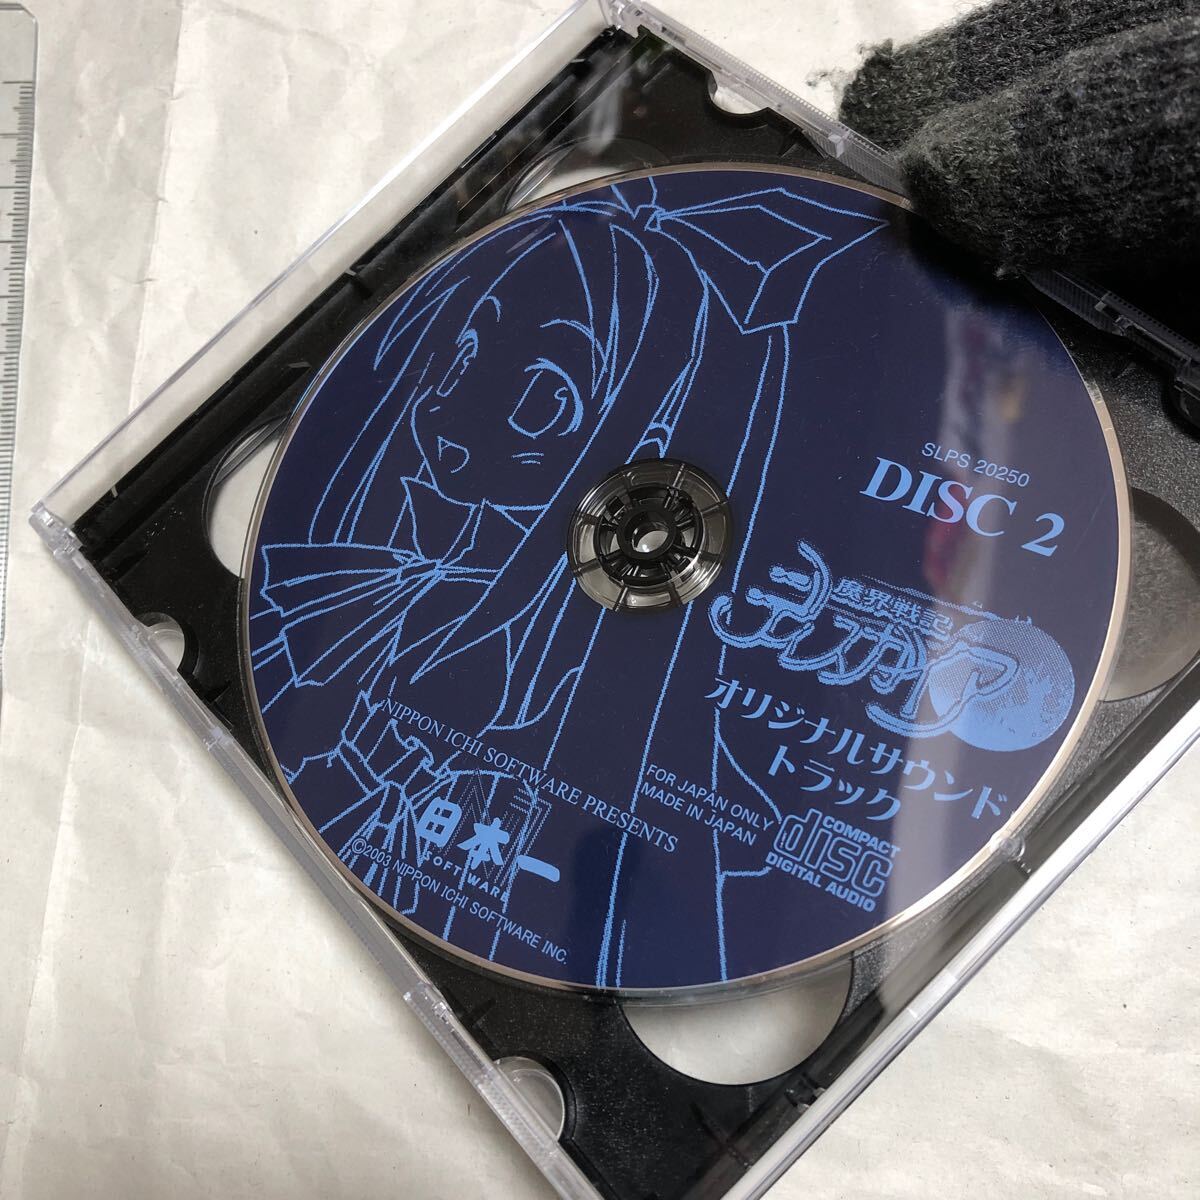 SLPS 20250
DISC 2
魔界戦記
ディスガイア
オリジナルサウンド
トラック
FOR JAPAN ONLY
MADE IN JAPAN
COMPACT
disc
DIGITAL AUDIO
NIPPON ICHI SOFTWARE PRESENTS
日本一
SOFTWARE
©2003 NIPPON ICHI SOFTWARE INC.